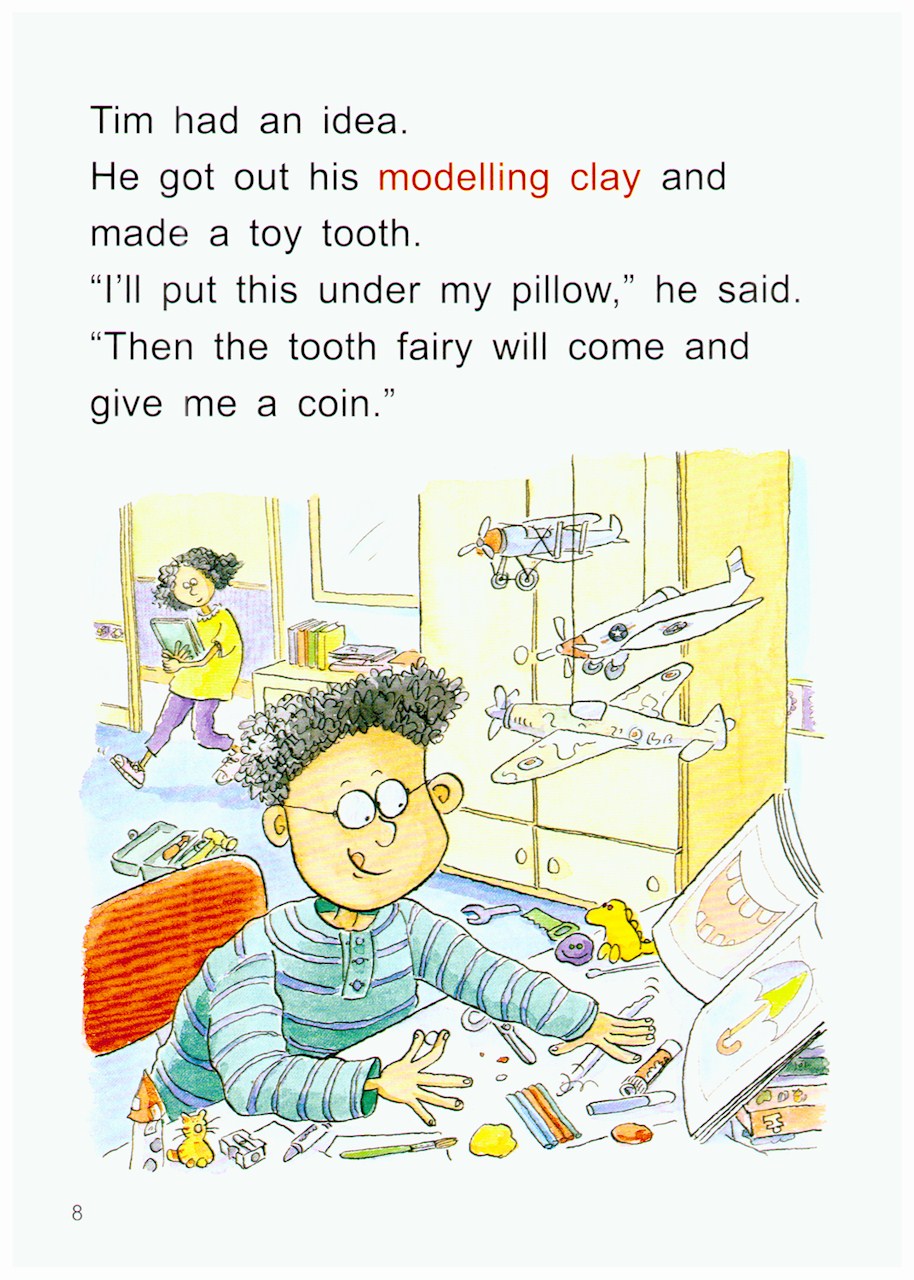 Tim had an idea.
He got out his modelling clay and
made a toy tooth.
“I’ll put this under my pillow,” he said.
“Then the tooth fairy will come and
give me a coin.”
8